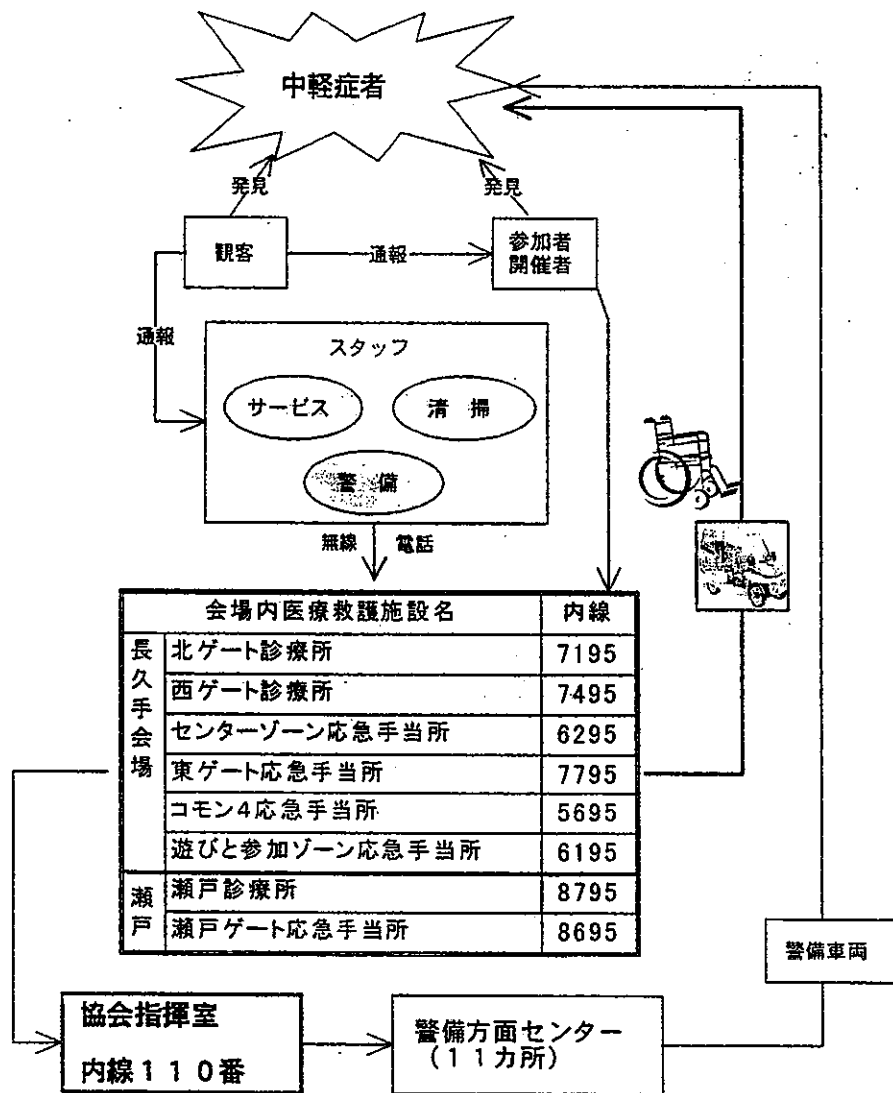 中軽症者
発見
発見
観客
通報
参加者
開催者
通報
スタッフ
サービス
清掃
警備
無線
電話
会場内医療救護施設名 内線
長久手会場
北ゲート診療所 7195
西ゲート診療所 7495
センターゾーン応急手当所 6295
東ゲート応急手当所 7795
コモン4応急手当所 5695
遊びと参加ゾーン応急手当所 6195
瀬戸
瀬戸診療所 8795
瀬戸ゲート応急手当所 8695
警備車両
協会指揮室
内線110番
警備方面センター
(11カ所)